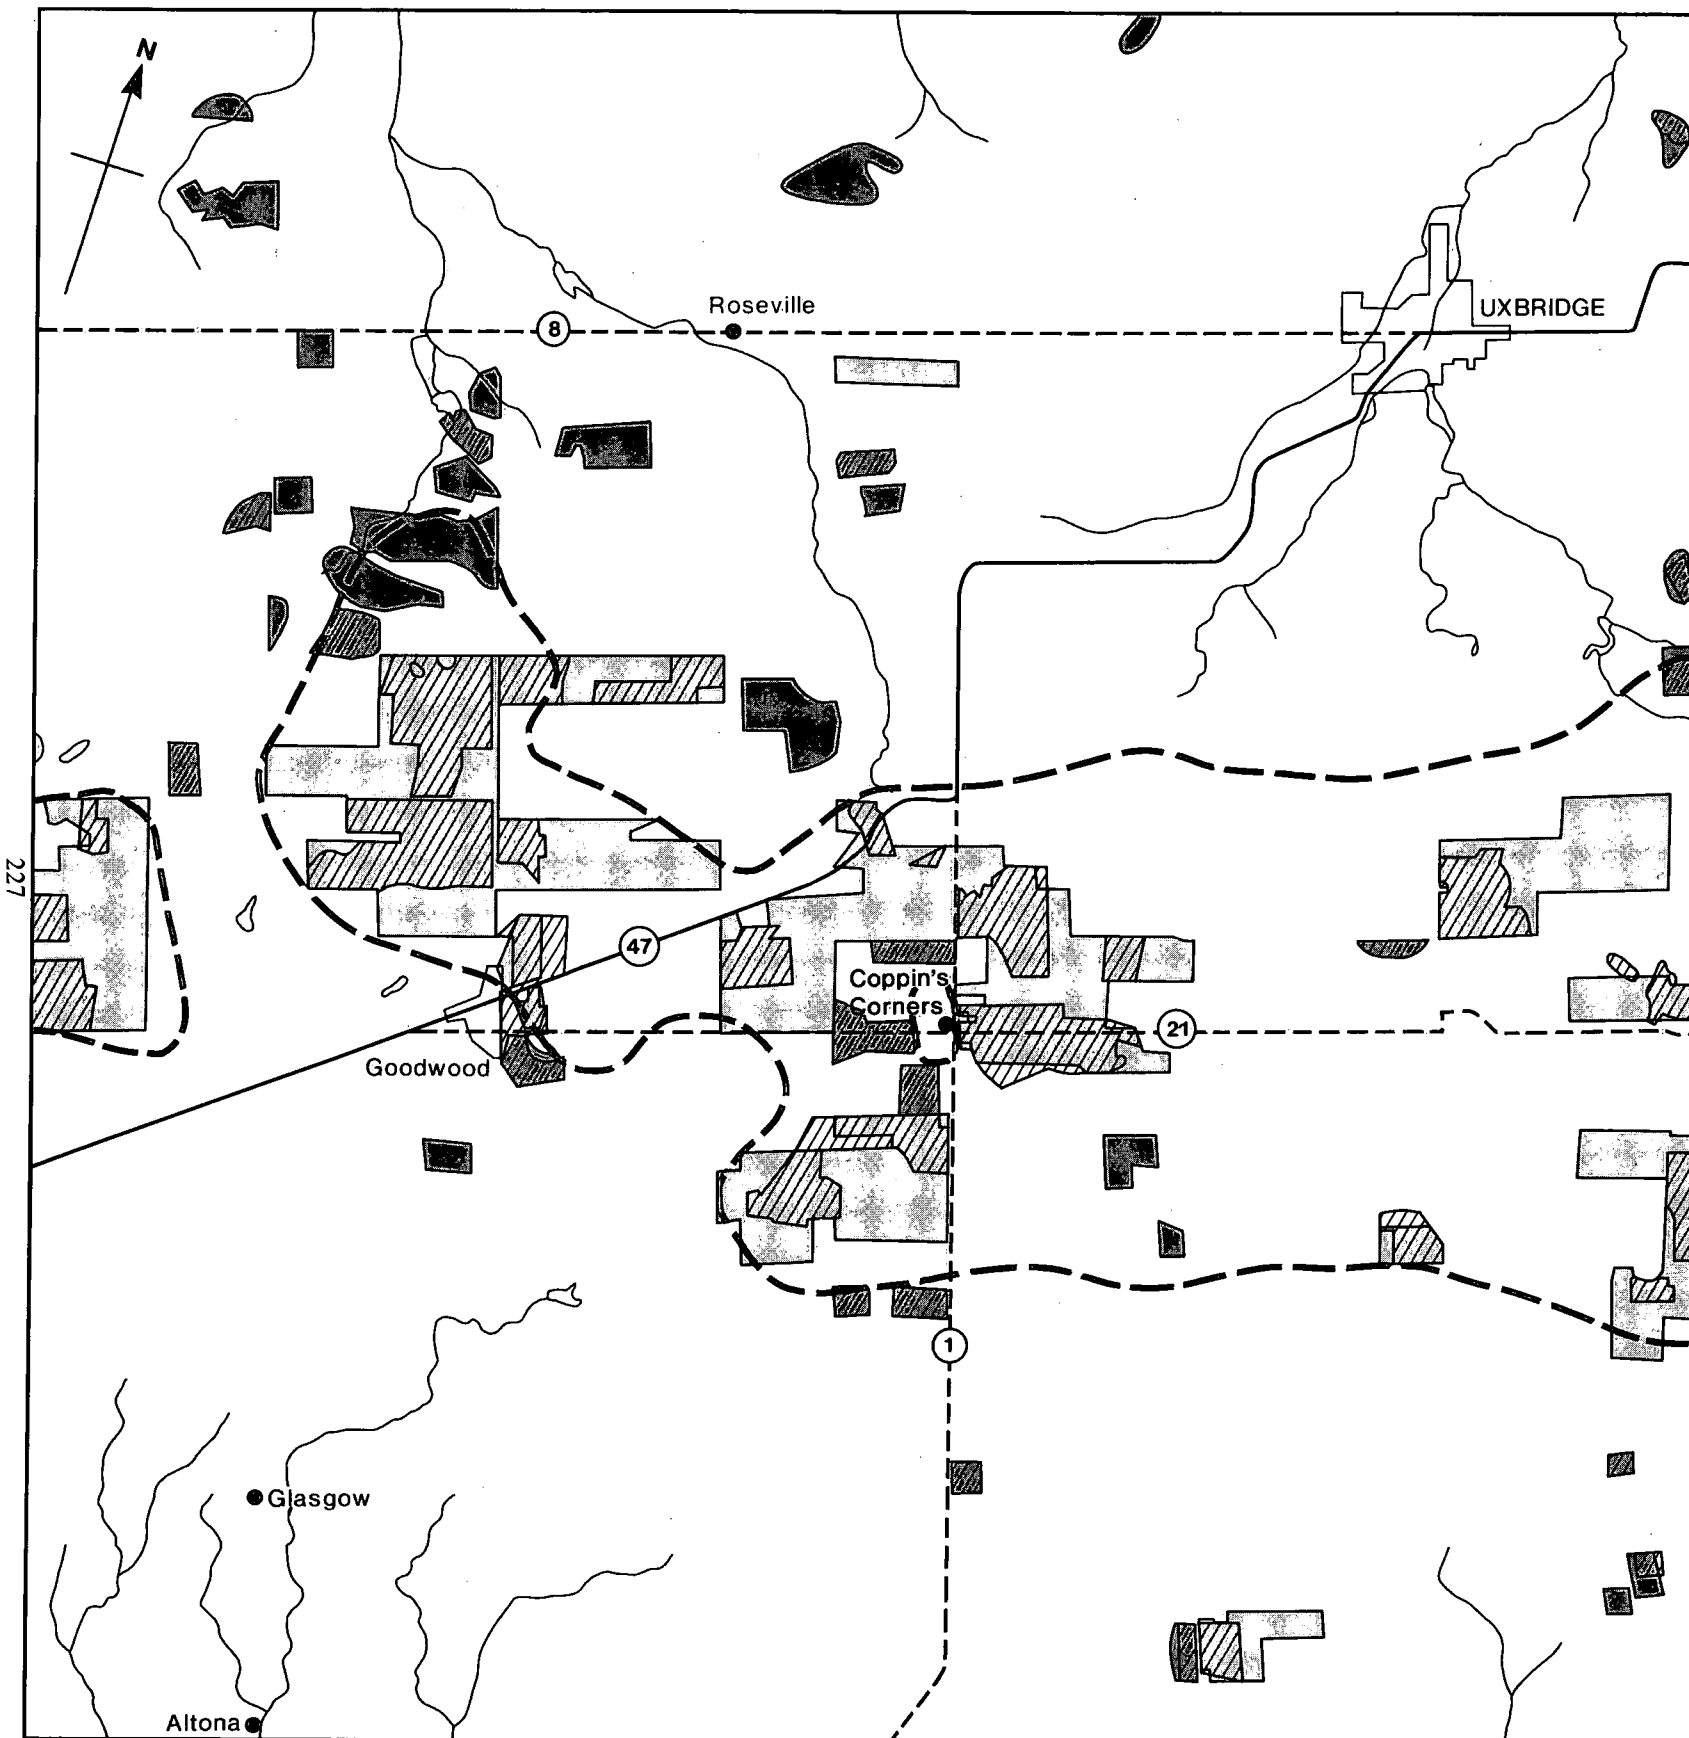 N
Roseville
8
UXBRIDGE
227
47
Coppin's
Corners
21
Goodwood
1
Glasgow
Altona